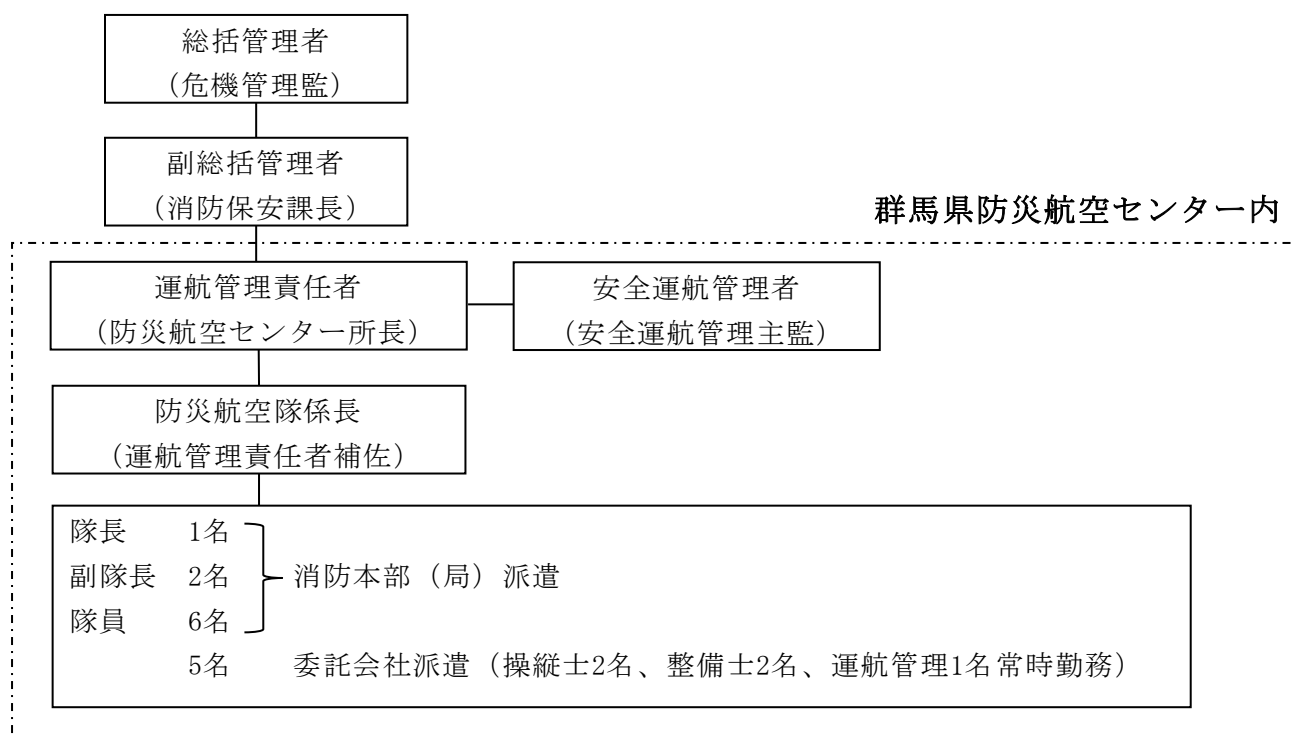 総括管理者
(危機管理監)
副総括管理者
(消防保安課長)
群馬県防災航空センター内
運航管理責任者
(防災航空センター所長)
安全運航管理者
(安全運航管理主監)
防災航空隊係長
(運航管理責任者補佐)
隊長 1名
副隊長 2名 消防本部(局)派遣
隊員 6名
5名 委託会社派遣(操縦士2名、整備士2名、運航管理1名常時勤務)